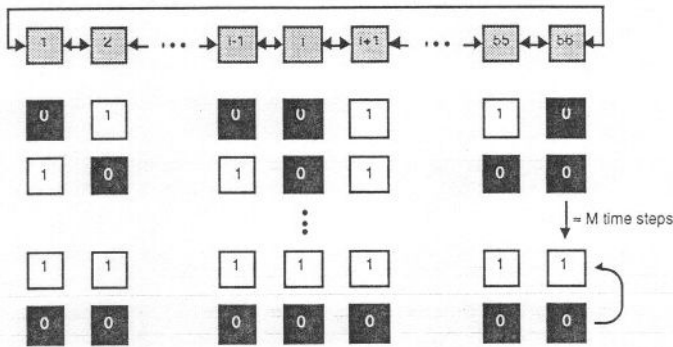 1 2 • • • i-1 i i+1 • • • 55 56
0 1 0 0 1 1 0
1 0 1 0 1 0 0
= M time steps
1 1 1 1 1 1 1
0 0 0 0 0 0 0